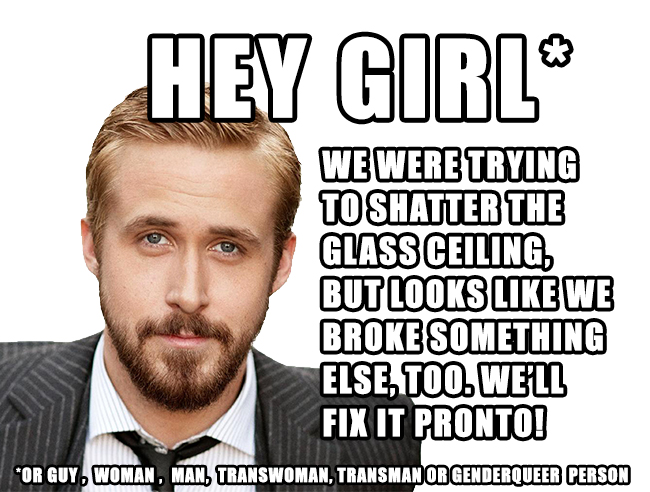 HEY GIRL*
WE WERE TRYING
TO SHATTER THE
GLASS CEILING,
BUT LOOKS LIKE WE
BROKE SOMETHING
ELSE, TOO. WE'LL
FIX IT PRONTO!
*OR GUY, WOMAN, MAN, TRANSWOMAN, TRANSMAN OR GENDERQUEER PERSON